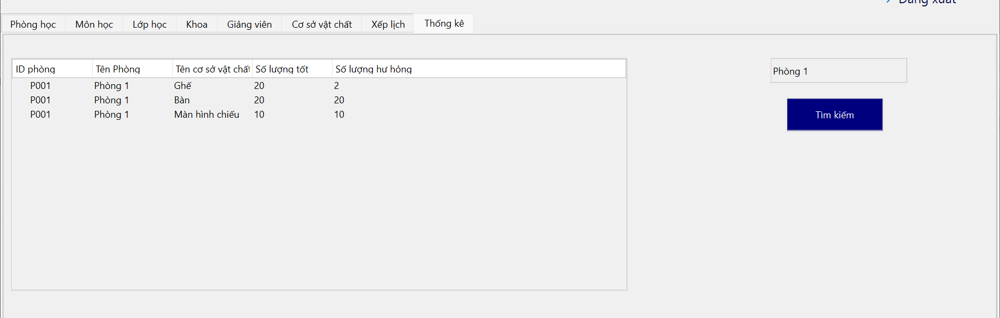 Đăng xuất
Phòng học Môn học Lớp học Khoa Giảng viên Cơ sở vật chất Xếp lịch Thống kê
ID phòng Tên Phòng Tên cơ sở vật chất Số lượng tốt Số lượng hư hỏng
P001 Phòng 1 Ghế 20 2
P001 Phòng 1 Bàn 20 20
P001 Phòng 1 Màn hình chiếu 10 10
Phòng 1
Tìm kiếm